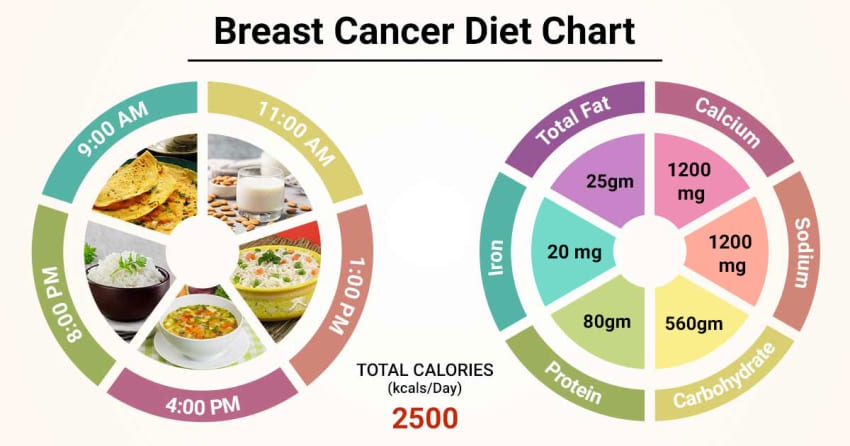 Breast Cancer Diet Chart
9:00 AM
11:00 AM
1:00 PM
4:00 PM
8:00 PM
TOTAL CALORIES
(kcals/Day)
2500
Total Fat
25gm
Calcium
1200
mg
Sodium
1200
mg
Carbohydrate
560gm
Protein
80gm
Iron
20 mg